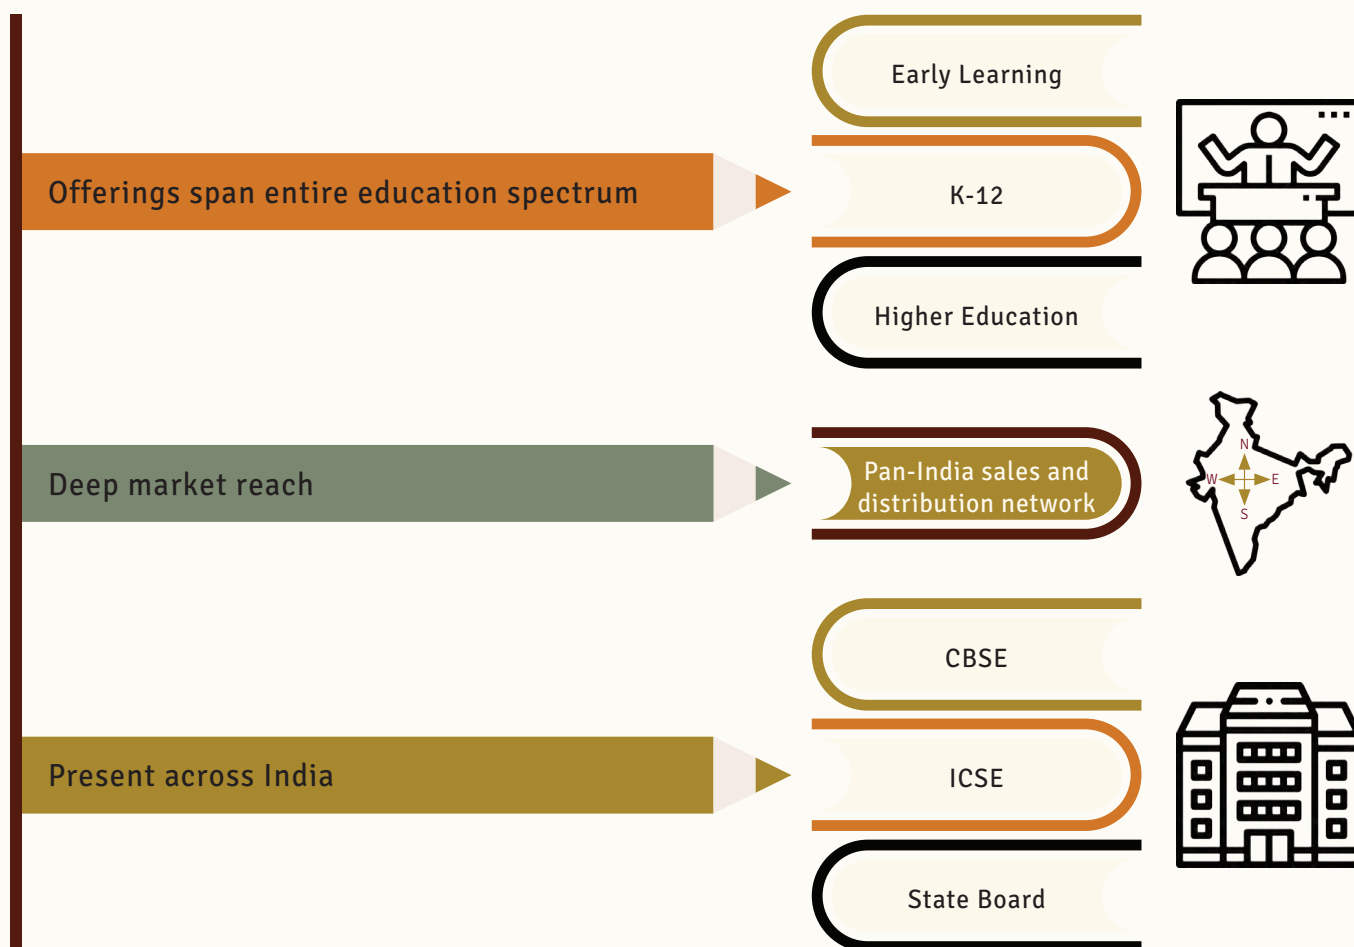 Early Learning
Offerings span entire education spectrum
K-12
Higher Education
Deep market reach
Pan-India sales and
distribution network
N
W
E
S
CBSE
Present across India
ICSE
State Board